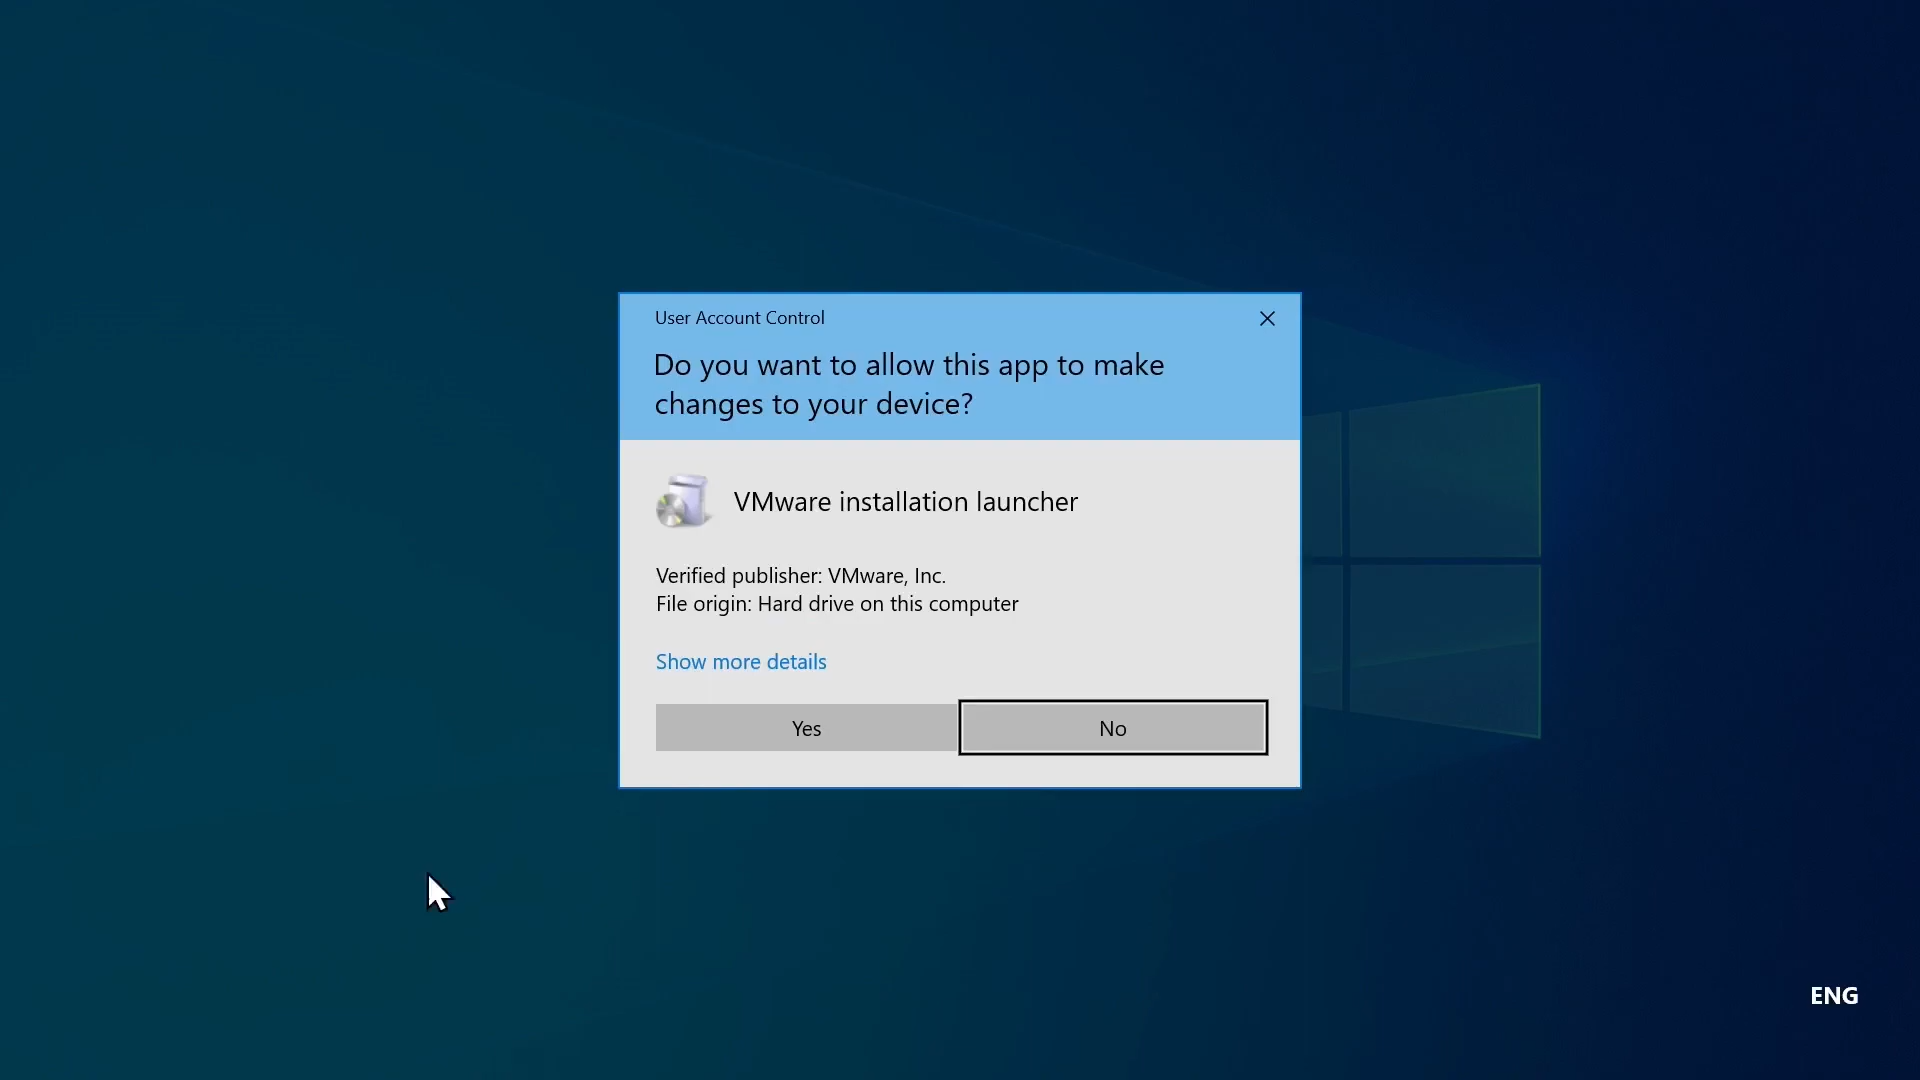 User Account Control
Do you want to allow this app to make
changes to your device?
VMware installation launcher
Verified publisher: VMware, Inc.
File origin: Hard drive on this computer
Show more details
Yes
No
ENG